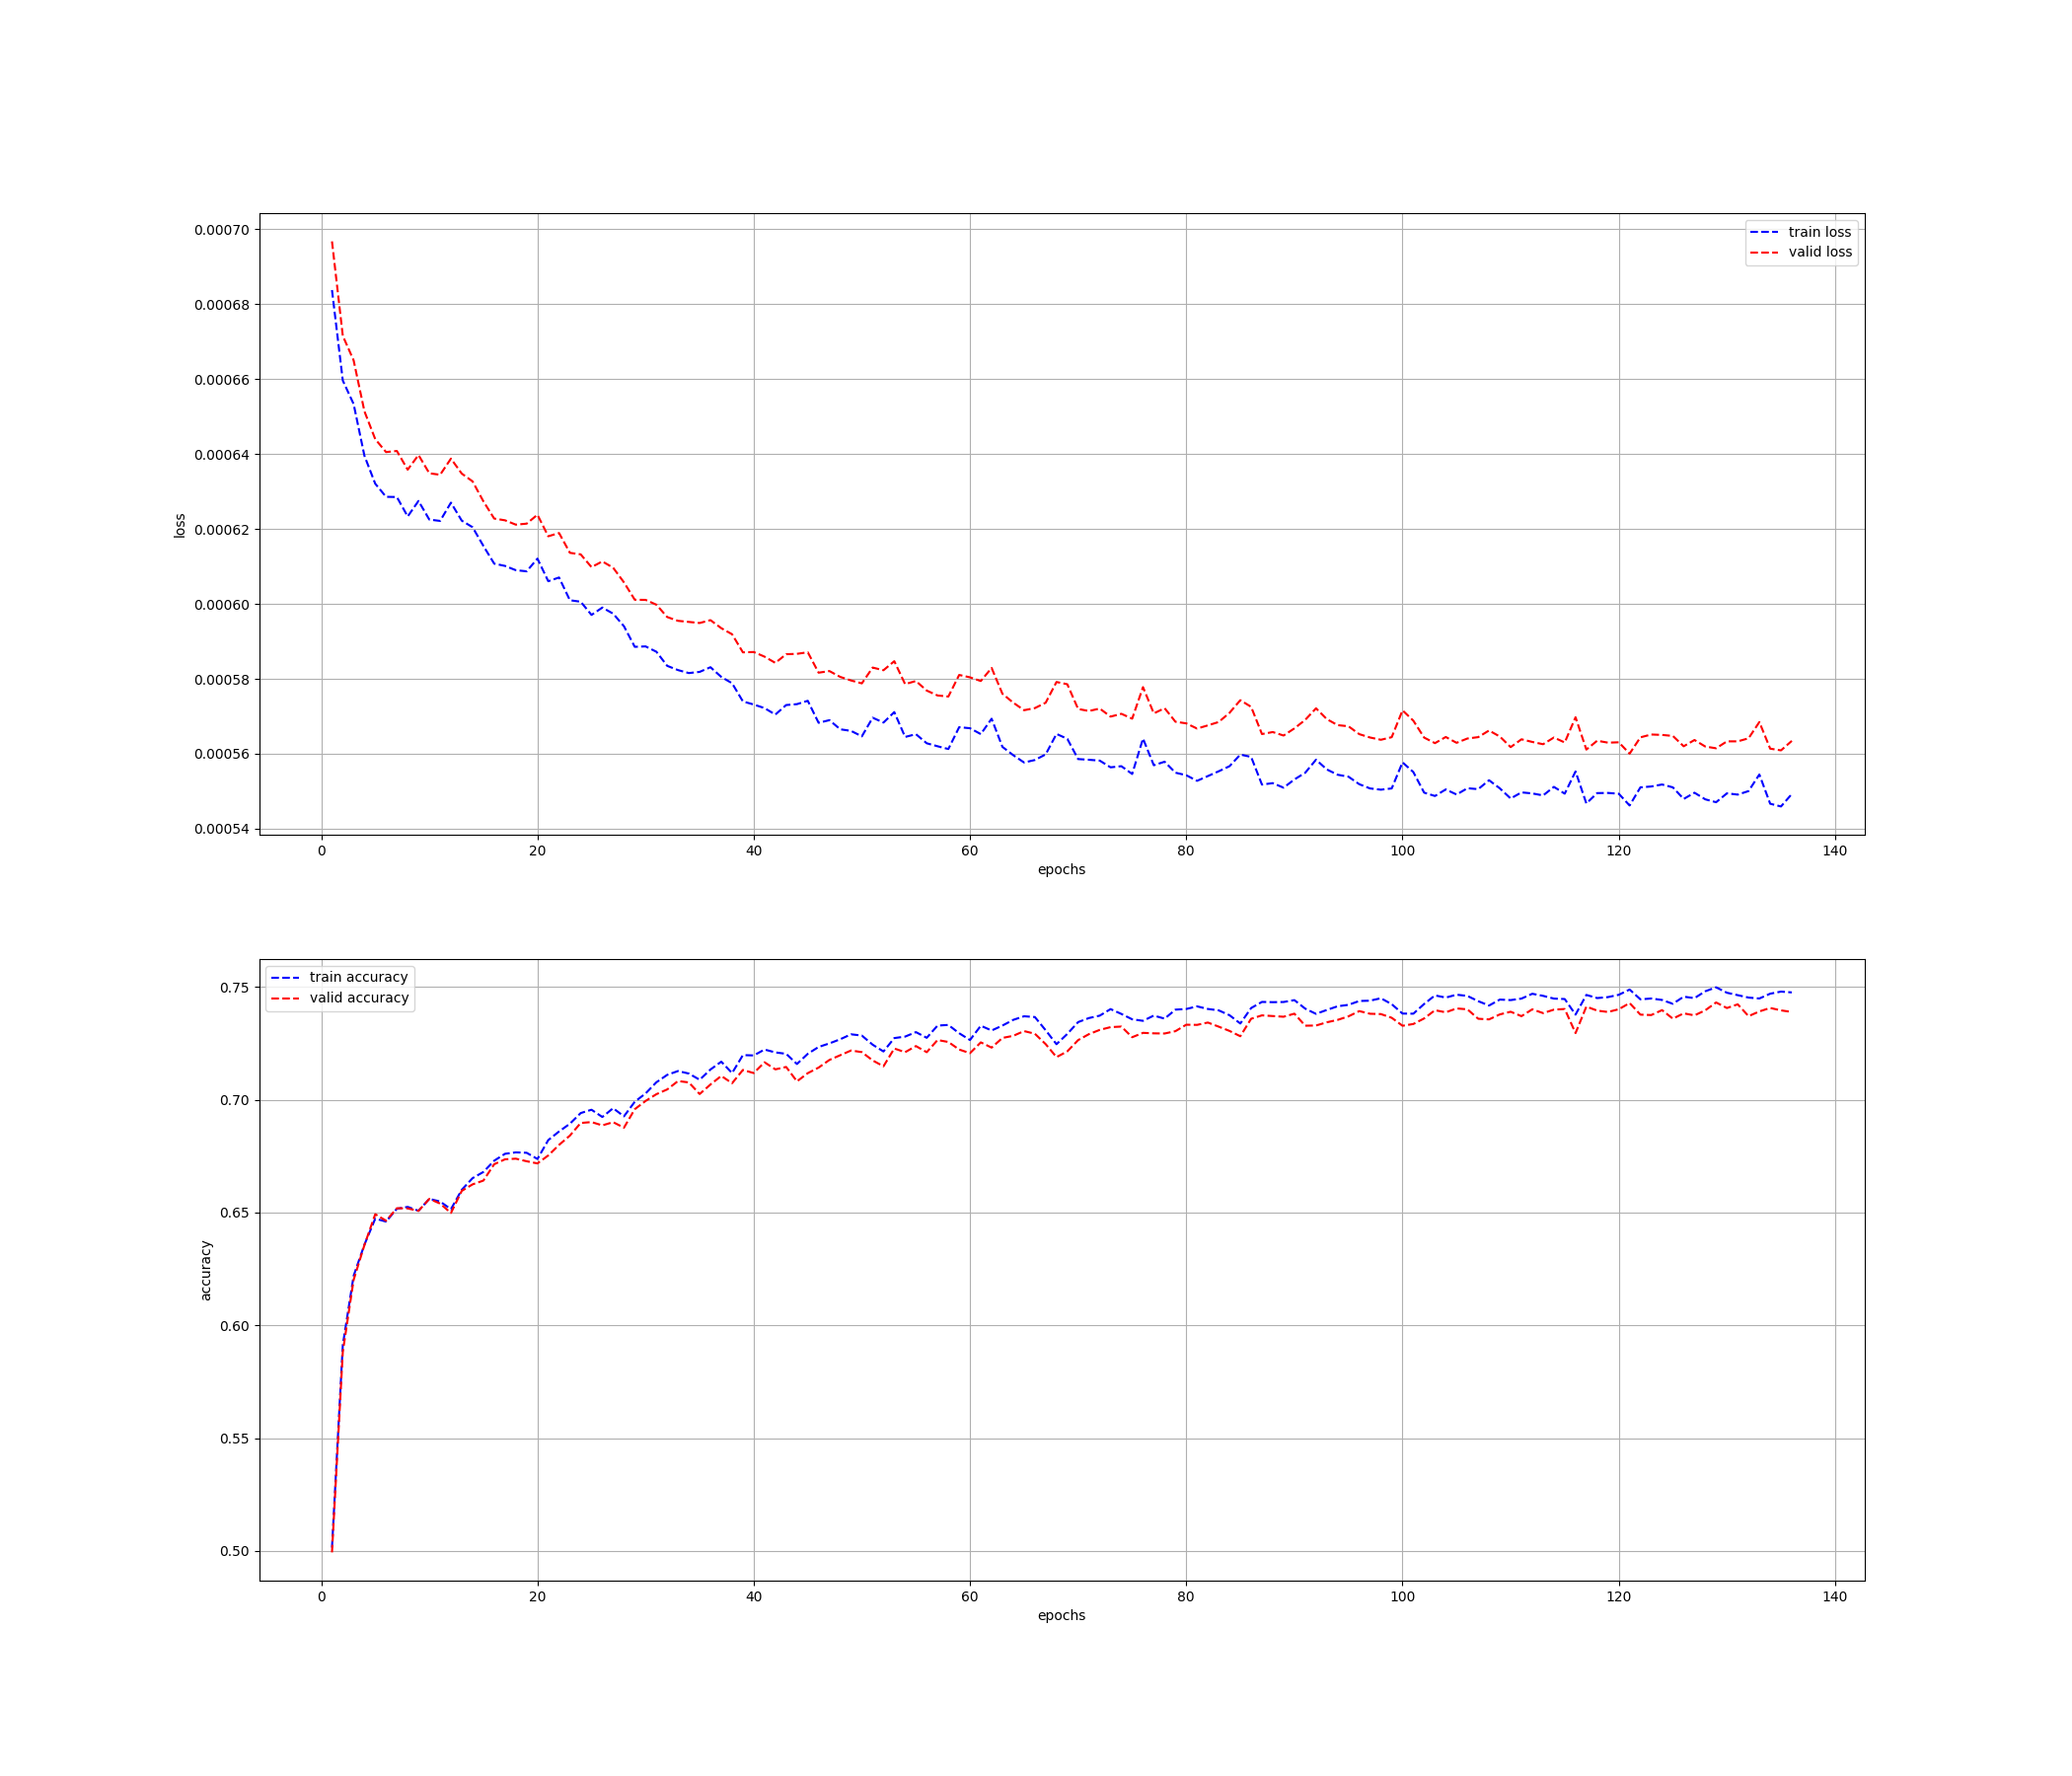 0.00070
0.00068
0.00066
0.00064
0.00062
0.00060
0.00058
0.00056
0.00054
loss
train loss
valid loss
0 20 40 60 80 100 120 140
epochs
0.75
0.70
0.65
0.60
0.55
0.50
accuracy
train accuracy
valid accuracy
0 20 40 60 80 100 120 140
epochs